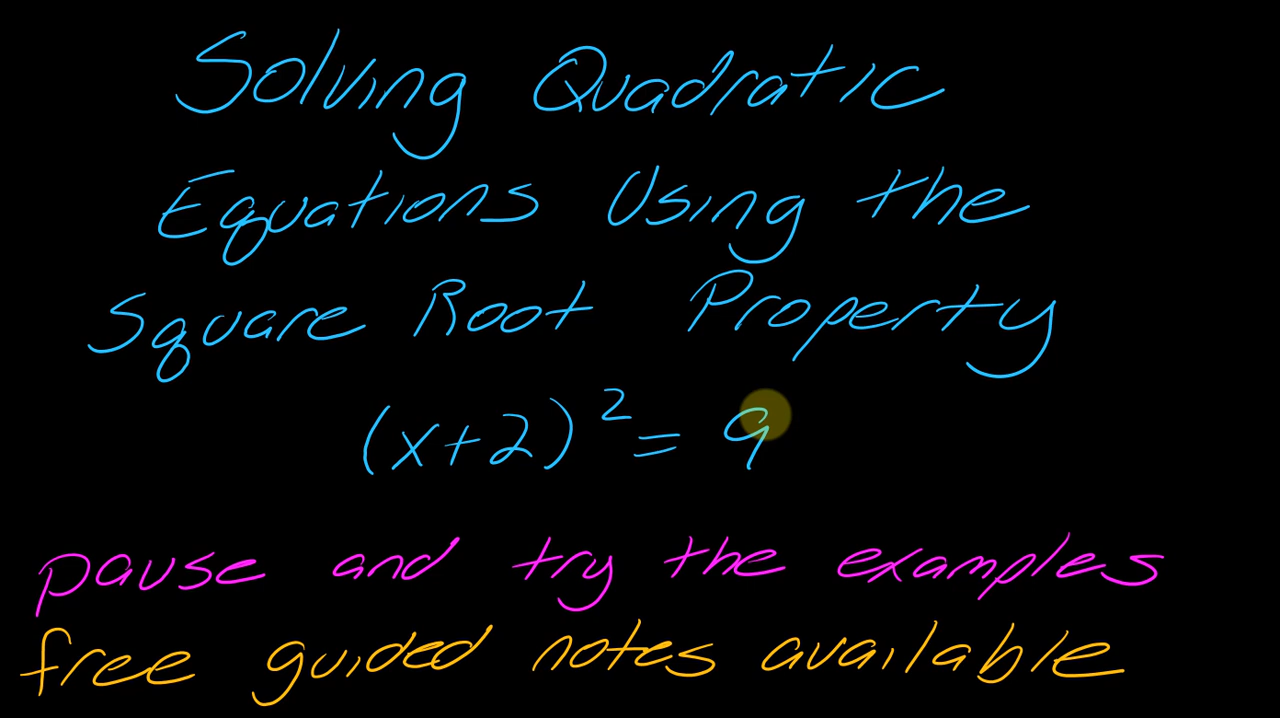 Solving Quadratic
Equations Using the
Square Root Property
(x+2)² = 9
pause and try the examples
free guided notes available